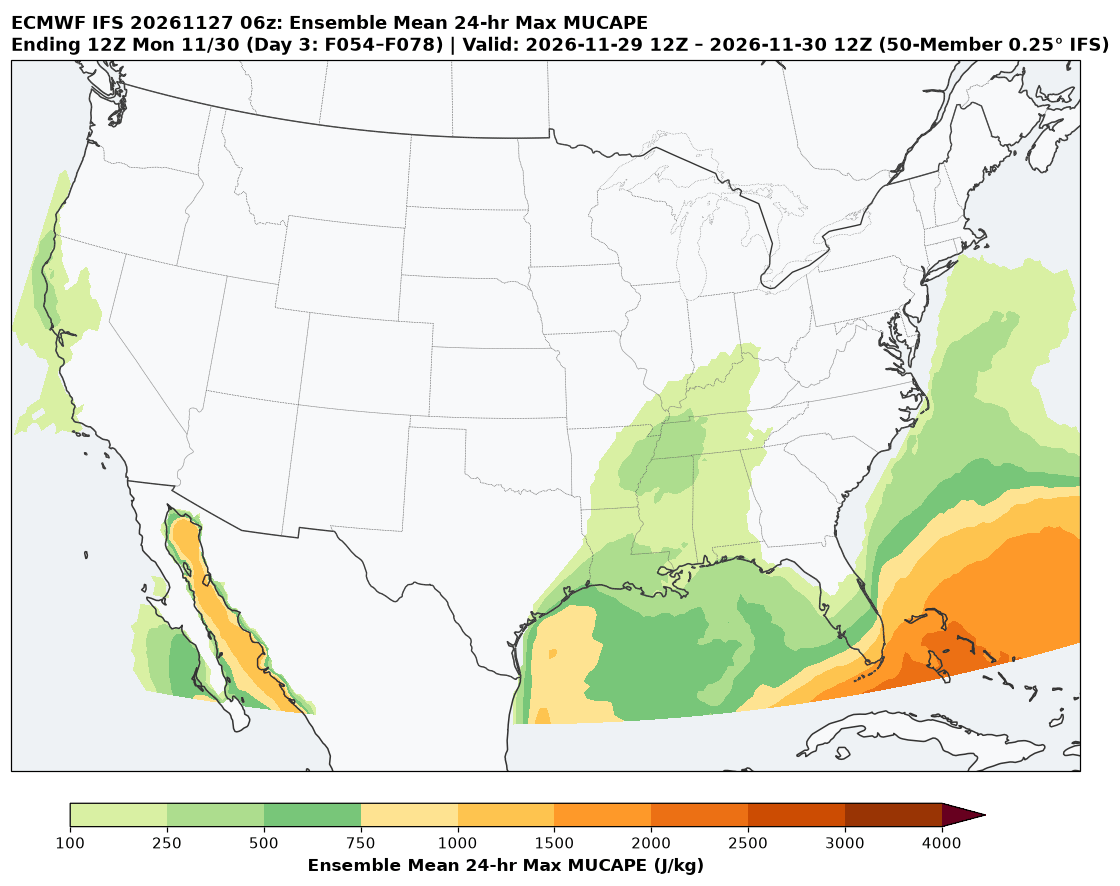 ECMWF IFS 20261127 06z: Ensemble Mean 24-hr Max MUCAPE
Ending 12Z Mon 11/30 (Day 3: F054–F078) | Valid: 2026-11-29 12Z – 2026-11-30 12Z (50-Member 0.25° IFS)
100 250 500 750 1000 1500 2000 2500 3000 4000
Ensemble Mean 24-hr Max MUCAPE (J/kg)